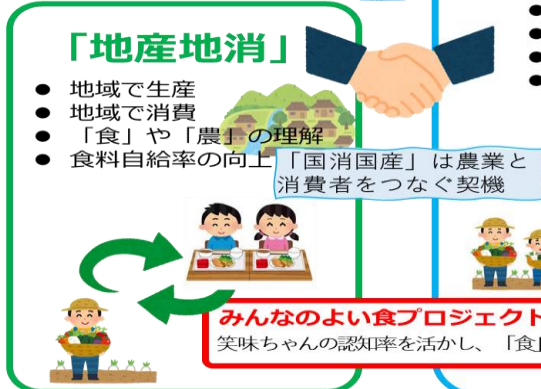 「地産地消」
● 地域で生産
● 地域で消費
● 「食」や「農」の理解
● 食料自給率の向上
「国消国産」は農業と
消費者をつなぐ契機
みんなのよい食プロジェクト
笑味ちゃんの認知率を活かし、「食」
●
●
●
●